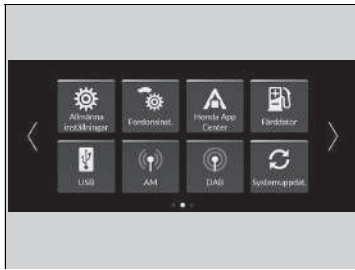 Allmänna
inställningar
Fordonsinst.
Honda App
Center
Färddator
USB
AM
DAB
Systemuppdat.